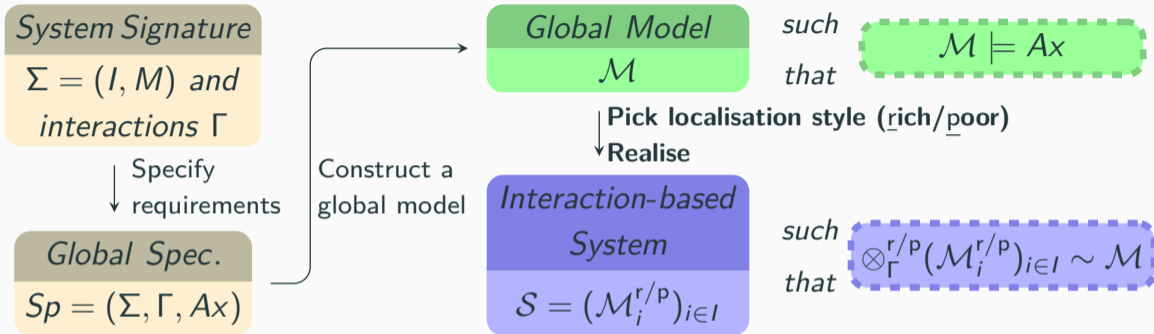 System Signature
Σ = (I, M) and
interactions Γ
Specify
requirements
Global Spec.
Sp = (Σ, Γ, Ax)
Construct a
global model
Global Model
ℳ
such
that
ℳ ⊨ Ax
Pick localisation style (rich/poor)
Realise
Interaction-based
System
𝒮 = (ℳᵢ^{r/p})_{i∈I}
such
that
⊗_Γ^{r/p}(ℳᵢ^{r/p})_{i∈I} ∼ ℳ